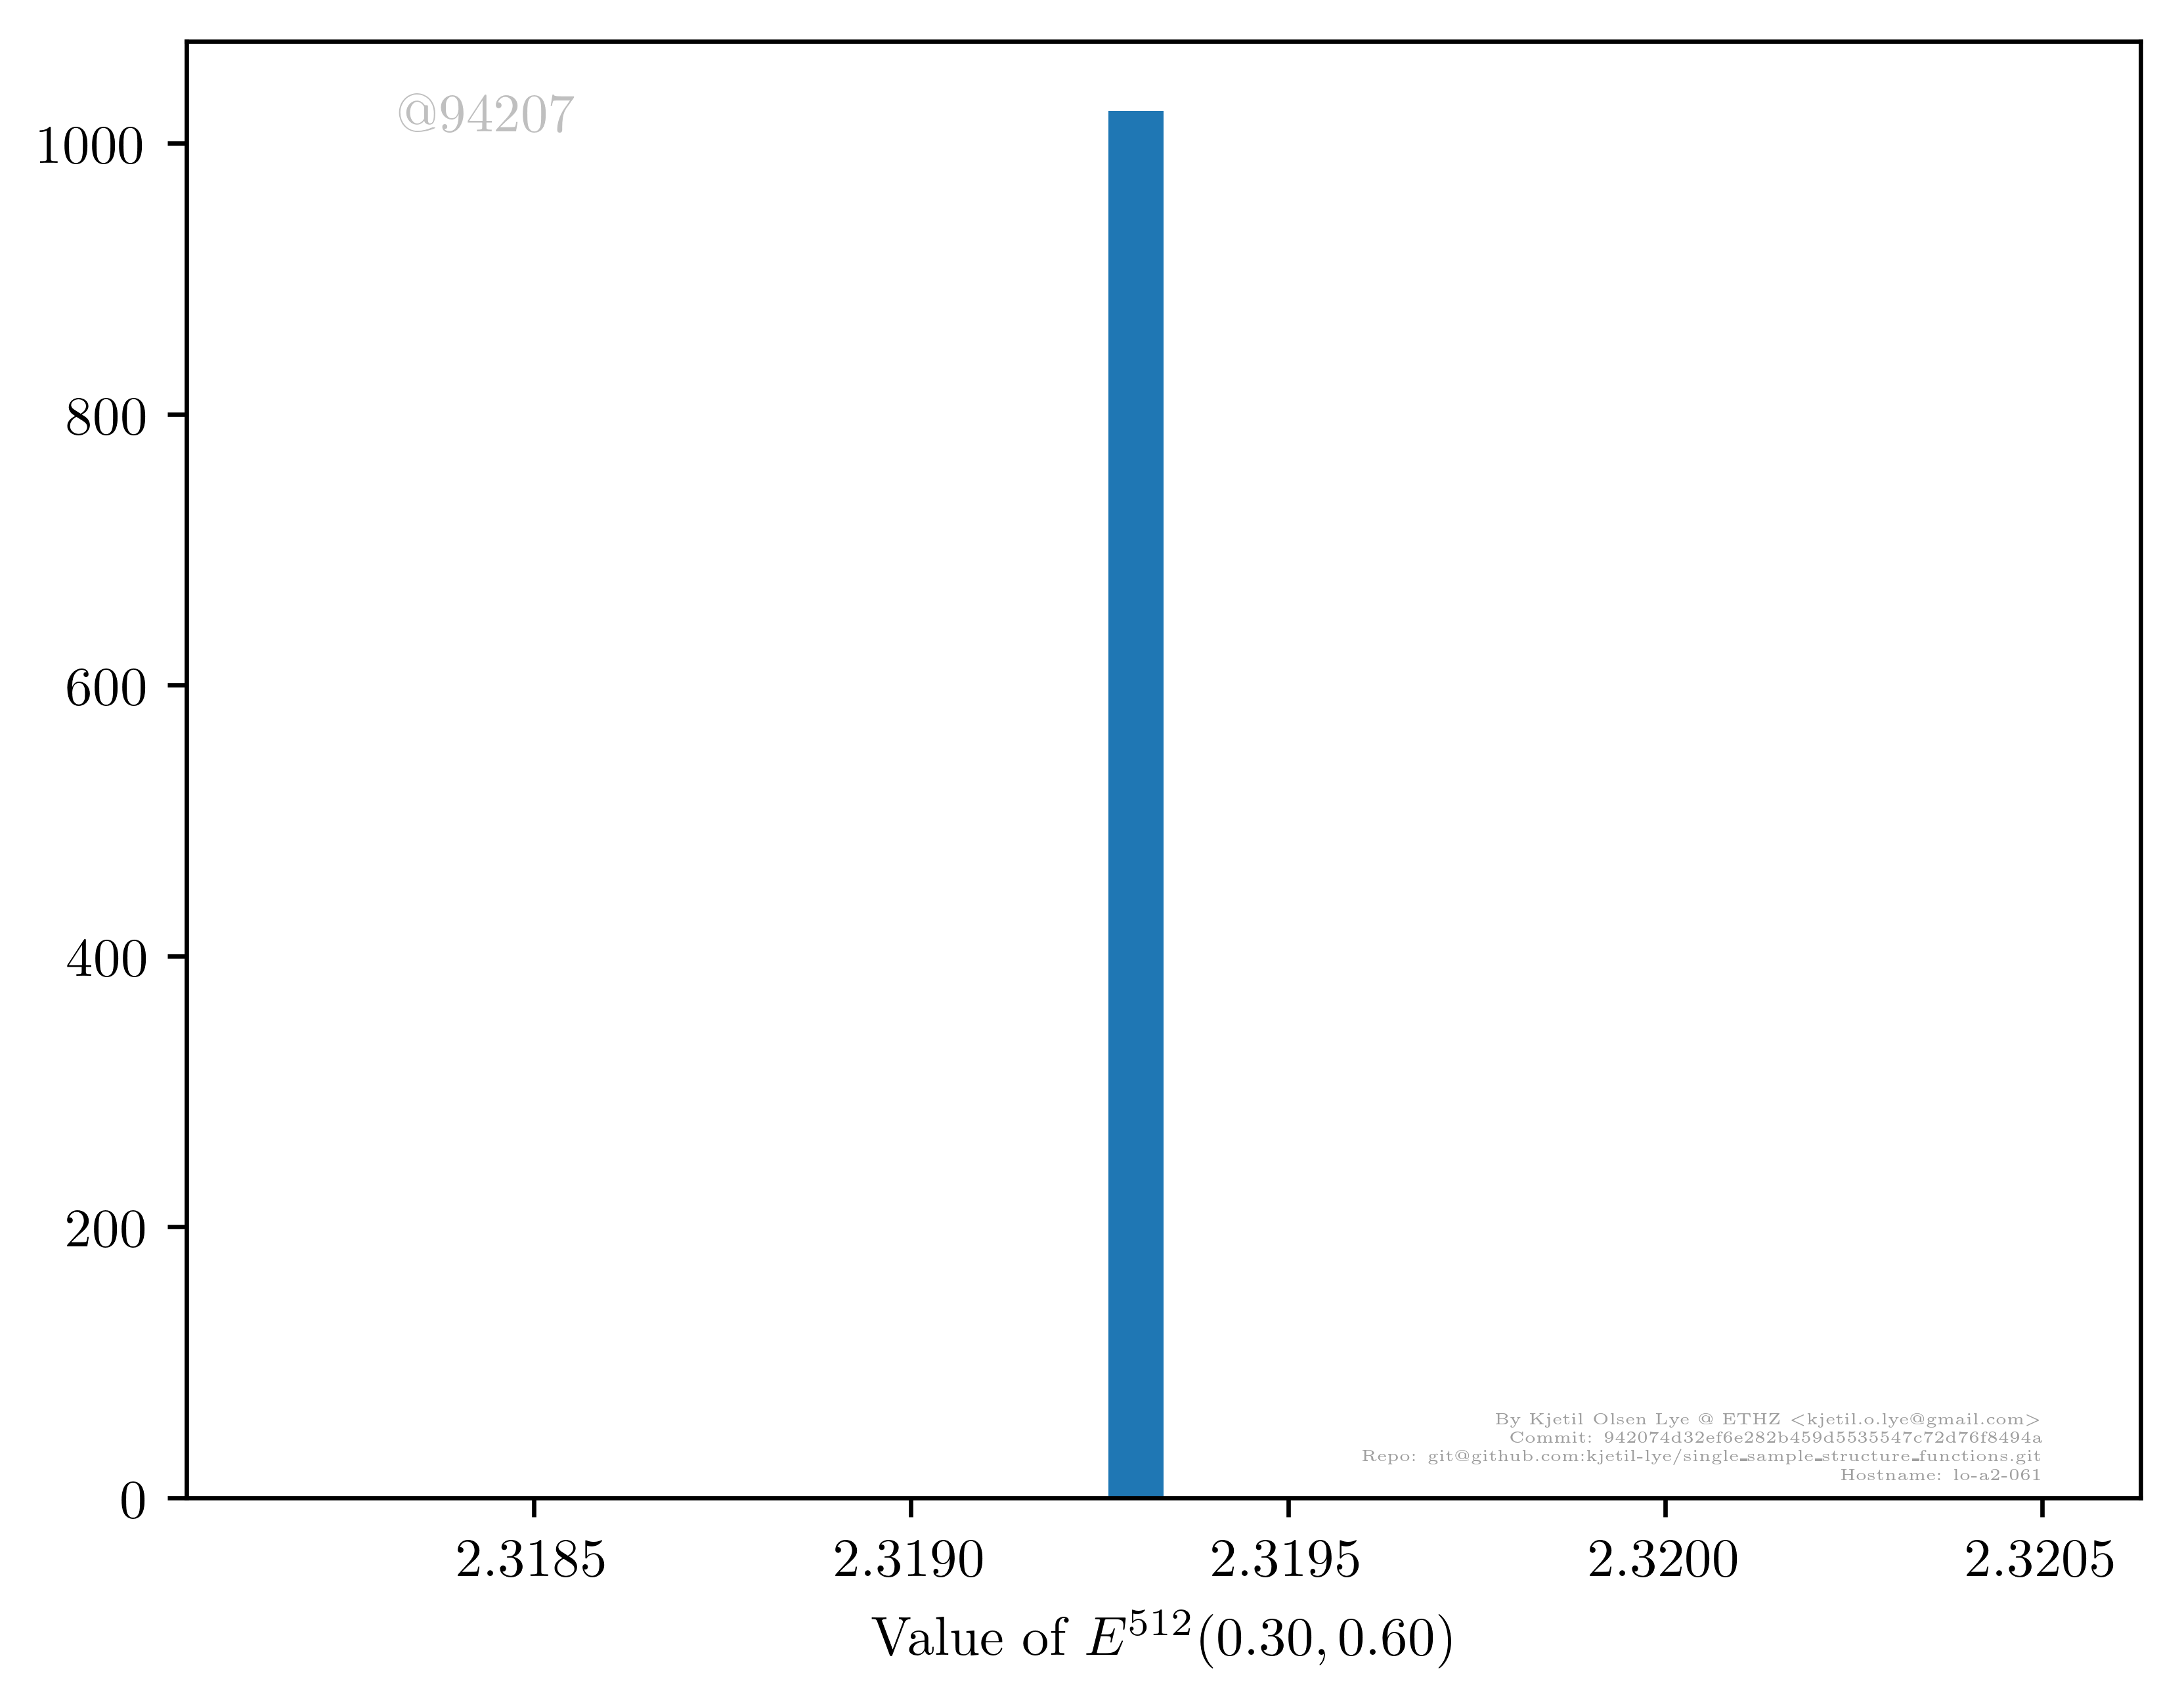 @94207
1000
800
600
400
200
0
By Kjetil Olsen Lye @ ETHZ <kjetil.o.lye@gmail.com>
Commit: 942074d32ef6e282b459d5535547c72d76f8494a
Repo: git@github.com:kjetil-lye/single_sample_structure_functions.git
Hostname: lo-a2-061
2.3185 2.3190 2.3195 2.3200 2.3205
Value of E^512(0.30, 0.60)